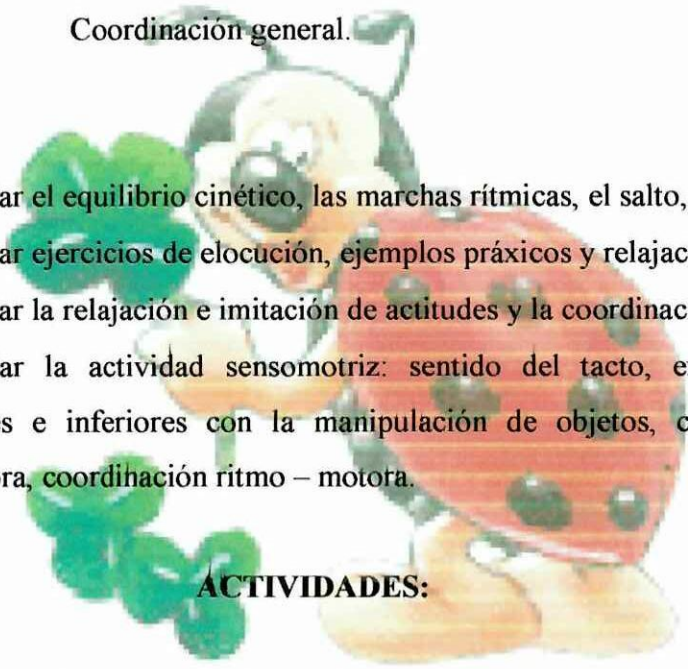 Coordinación general.
ar el equilibrio cinético, las marchas rítmicas, el salto,
ar ejercicios de elocución, ejemplos práxicos y relajac
ar la relajación e imitación de actitudes y la coordinac
ar la actividad sensomotriz: sentido del tacto, e
s e inferiores con la manipulación de objetos, c
ra, coordinación ritmo – motora.
ACTIVIDADES: